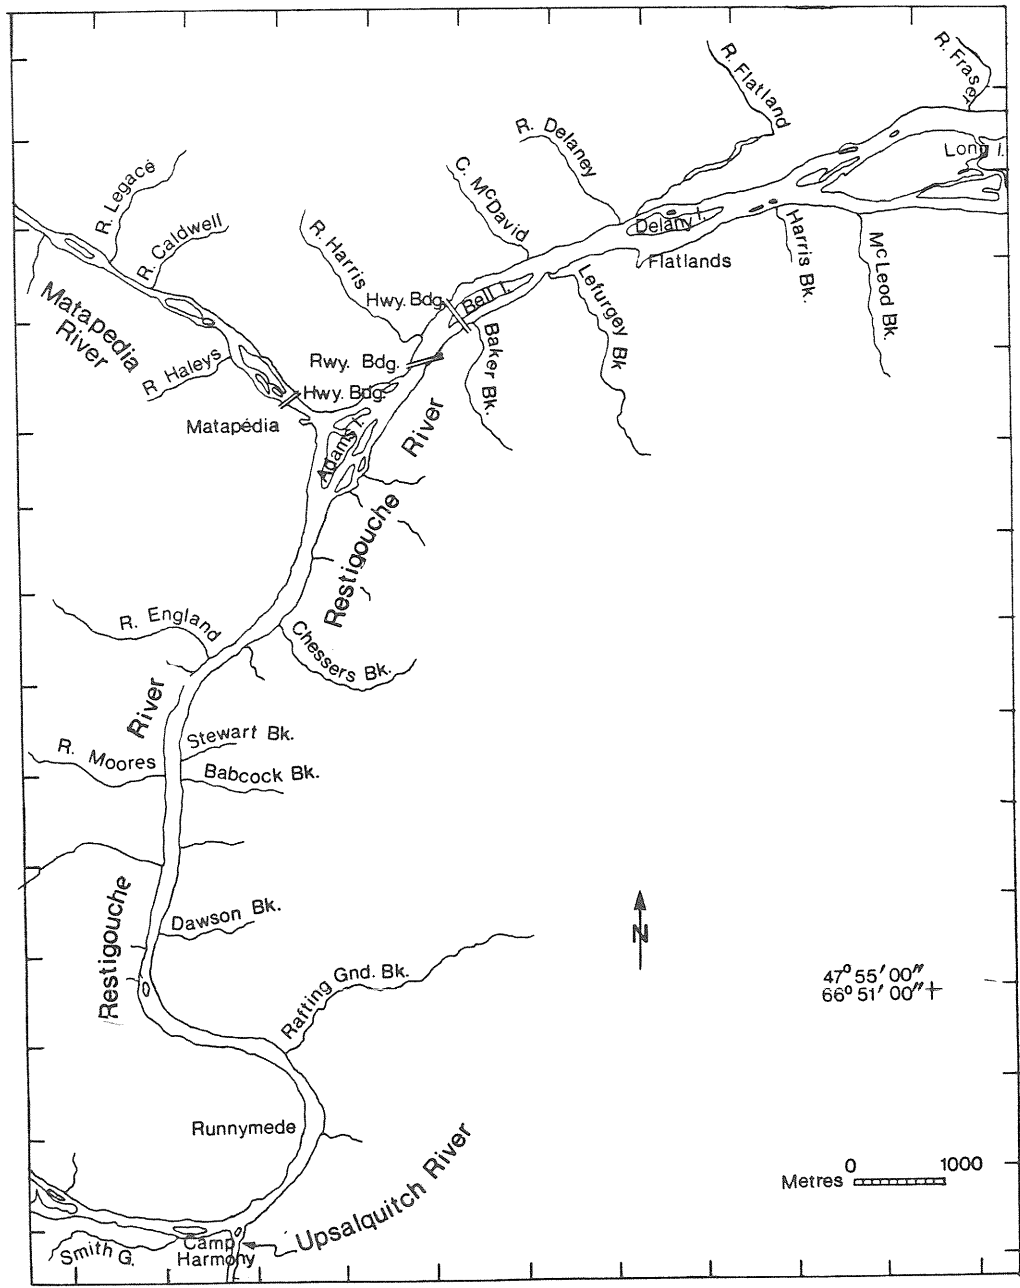 R. Fraser
R. Flatland
R. Delaney
Long I.
R. Legacé
C. McDavid
R. Caldwell
R. Harris
Delany I.
Harris Bk.
McLeod Bk.
Flatlands
Lefurgey Bk
Hwy. Bdg.
Bell I.
Baker Bk.
Matapedia
River
R Haleys
Rwy. Bdg.
Hwy. Bdg.
Matapédia
Adams I.
River
Restigouche
R. England
Chessers Bk.
River
Stewart Bk.
R. Moores
Babcock Bk.
Restigouche
Dawson Bk.
N
Rafting Gnd. Bk.
47° 55' 00"
66° 51' 00"
Runnymede
Upsalquitch River
0 1000
Metres
Smith G.
Camp
Harmony